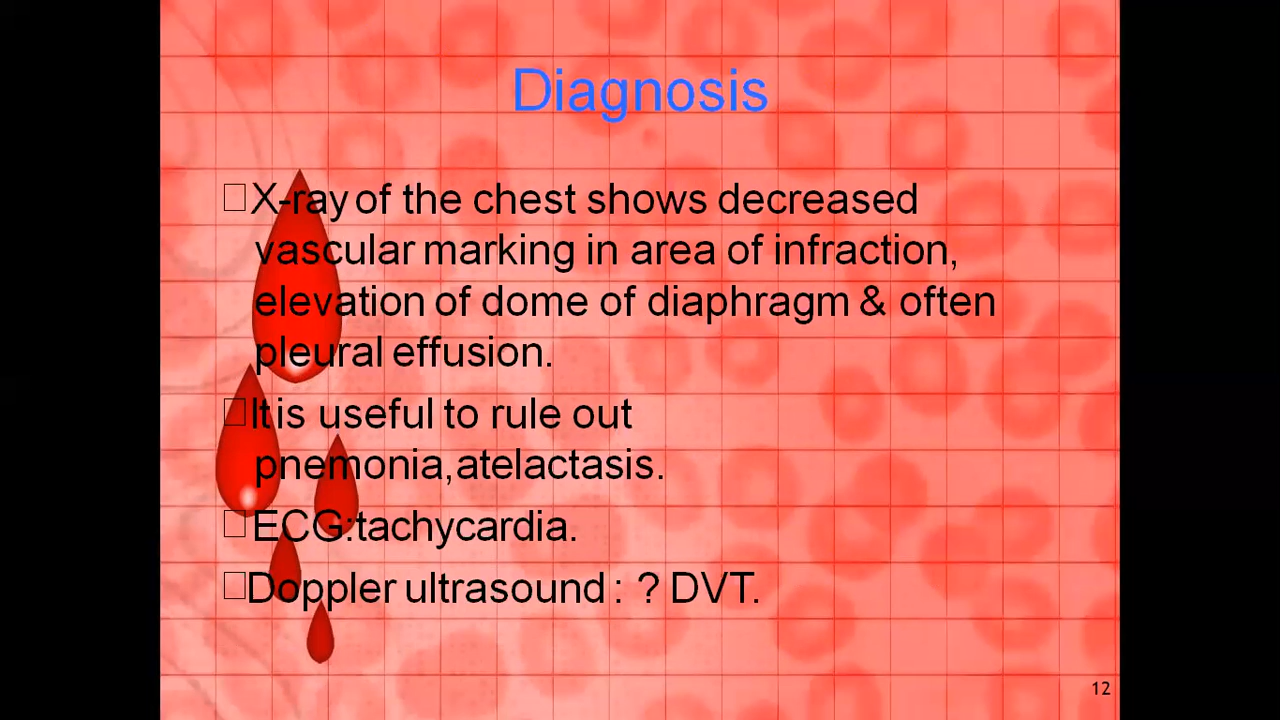 Diagnosis
X-ray of the chest shows decreased
vascular marking in area of infraction,
elevation of dome of diaphragm & often
pleural effusion.
It is useful to rule out
pnemonia,atelactasis.
ECG:tachycardia.
Doppler ultrasound : ? DVT.
12